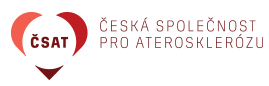 ČSAT
ČESKÁ SPOLEČNOST
PRO ATEROSKLERÓZU